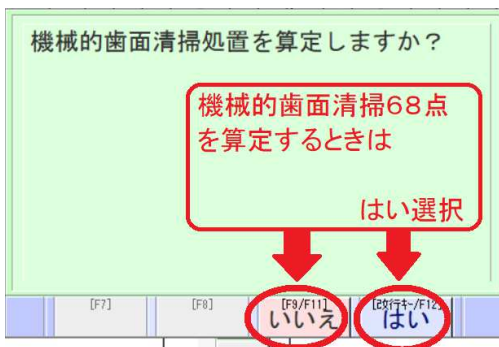 機械的歯面清掃処置を算定しますか？
機械的歯面清掃68点
を算定するときは
はい選択
[F7] [F8] [F9/F11] [改行キー/F12]
いいえ はい